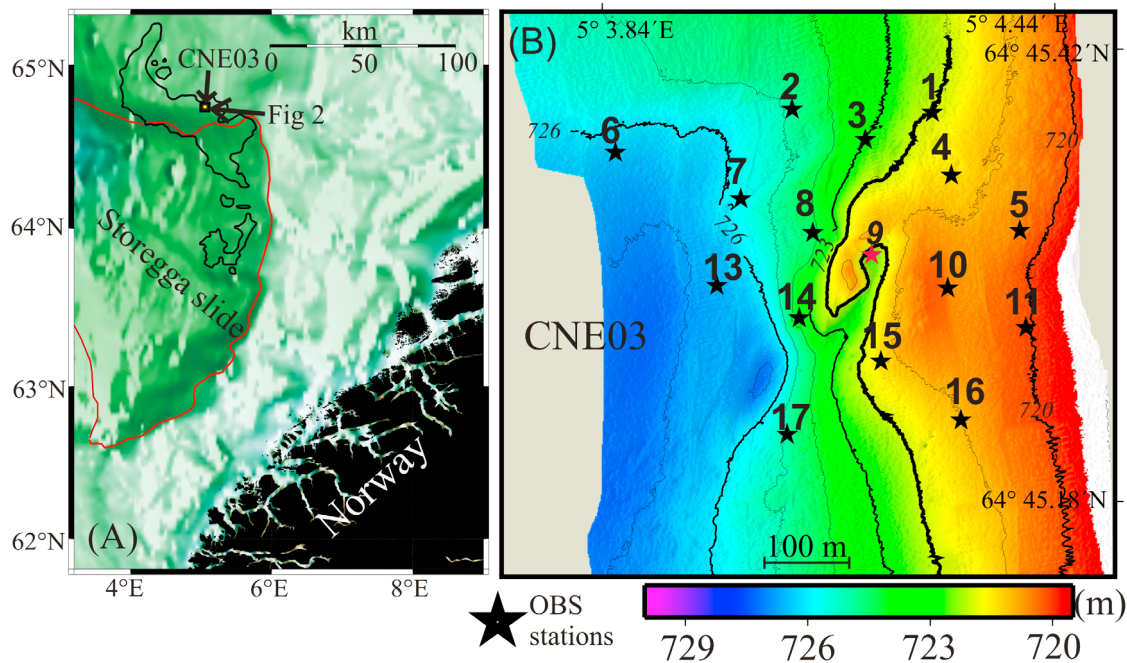 km
0 50 100
CNE03
Fig 2
65°N
64°N
63°N
62°N
Storegga slide
Norway
(A)
4°E 6°E 8°E
(B)
5° 3.84´E
5° 4.44´ E
64° 45.42´N
1
2
3
726
6
720
4
7
8
5
726
723
9
13
10
14
11
CNE03
15
16
720
17
64° 45.18´N
100 m
OBS
stations
(m)
729 726 723 720